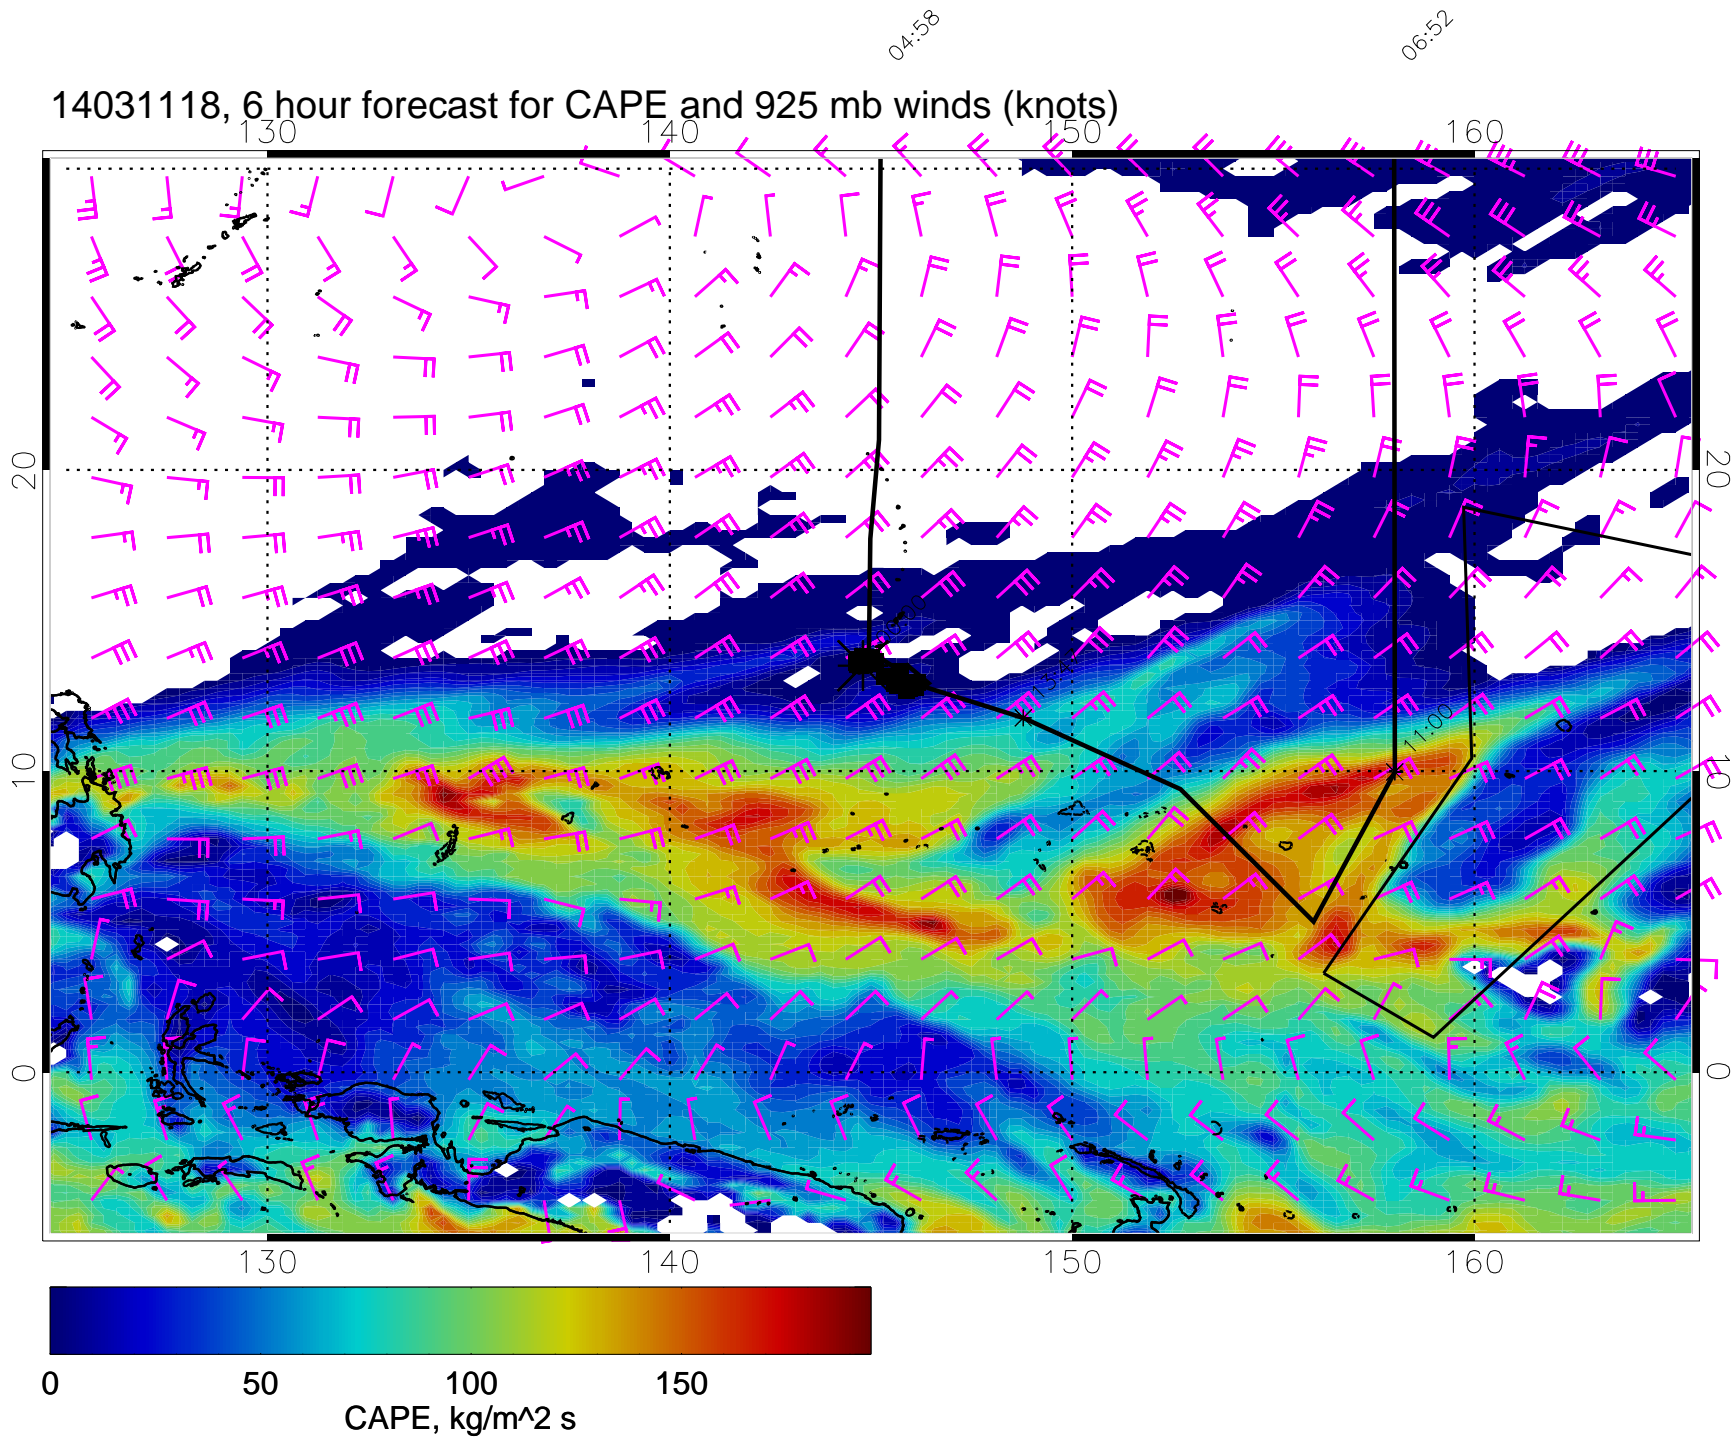 04:58 06:52
14031118, 6 hour forecast for CAPE and 925 mb winds (knots)
130 140 150 160
20 20
11:00
10 10
0 0
130 140 150 160
0 50 100 150
CAPE, kg/m^2 s